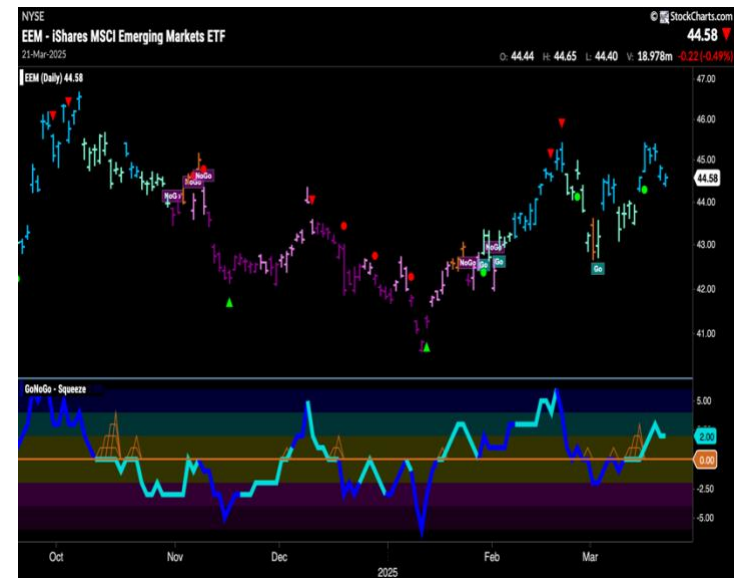 NYSE
© StockCharts.com
EEM - iShares MSCI Emerging Markets ETF
44.58
21-Mar-2025
O: 44.44 H: 44.65 L: 44.40 V: 18.978m -0.22 (-0.49%)
EEM (Daily) 44.58
47.00
46.00
45.00
44.58
44.00
43.00
42.00
41.00
NoGo
NoGo
NoGo
NoGo
NoGo
Go
Go
Go
GoNoGo - Squeeze
5.00
2.00
0.00
-2.50
-5.00
Oct Nov Dec Feb Mar
2025